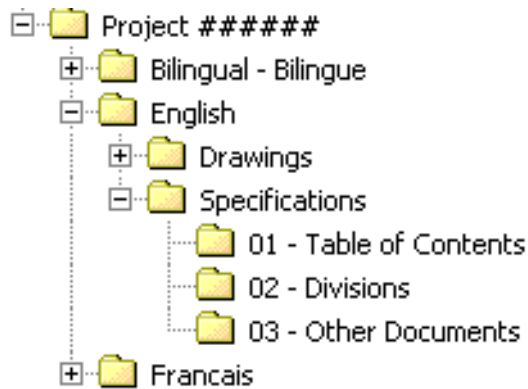 Project ######
Bilingual - Bilingue
English
Drawings
Specifications
01 - Table of Contents
02 - Divisions
03 - Other Documents
Francais